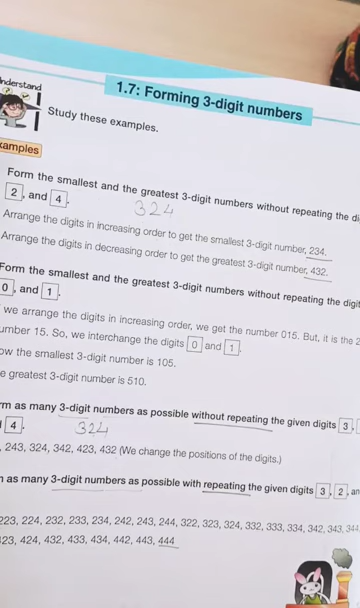 nderstand
1.7: Forming 3-digit numbers
Study these examples.
xamples
Form the smallest and the greatest 3-digit numbers without repeating the di
2, and 4.
324
Arrange the digits in increasing order to get the smallest 3-digit number, 234.
Arrange the digits in decreasing order to get the greatest 3-digit number, 432.
Form the smallest and the greatest 3-digit numbers without repeating the digit
0, and 1.
we arrange the digits in increasing order, we get the number 015. But, it is the 2
umber 15. So, we interchange the digits 0 and 1.
ow the smallest 3-digit number is 105.
e greatest 3-digit number is 510.
rm as many 3-digit numbers as possible without repeating the given digits 3,
4.
324
, 243, 324, 342, 423, 432 (We change the positions of the digits.)
m as many 3-digit numbers as possible with repeating the given digits 3, 2, an
223, 224, 232, 233, 234, 242, 243, 244, 322, 323, 324, 332, 333, 334, 342, 343, 344
423, 424, 432, 433, 434, 442, 443, 444